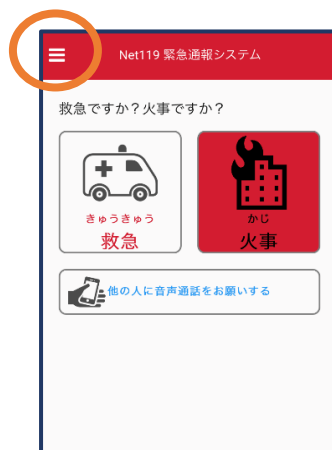 Net119 緊急通報システム
救急ですか？火事ですか？
きゅうきゅう
救急
かじ
火事
他の人に音声通話をお願いする